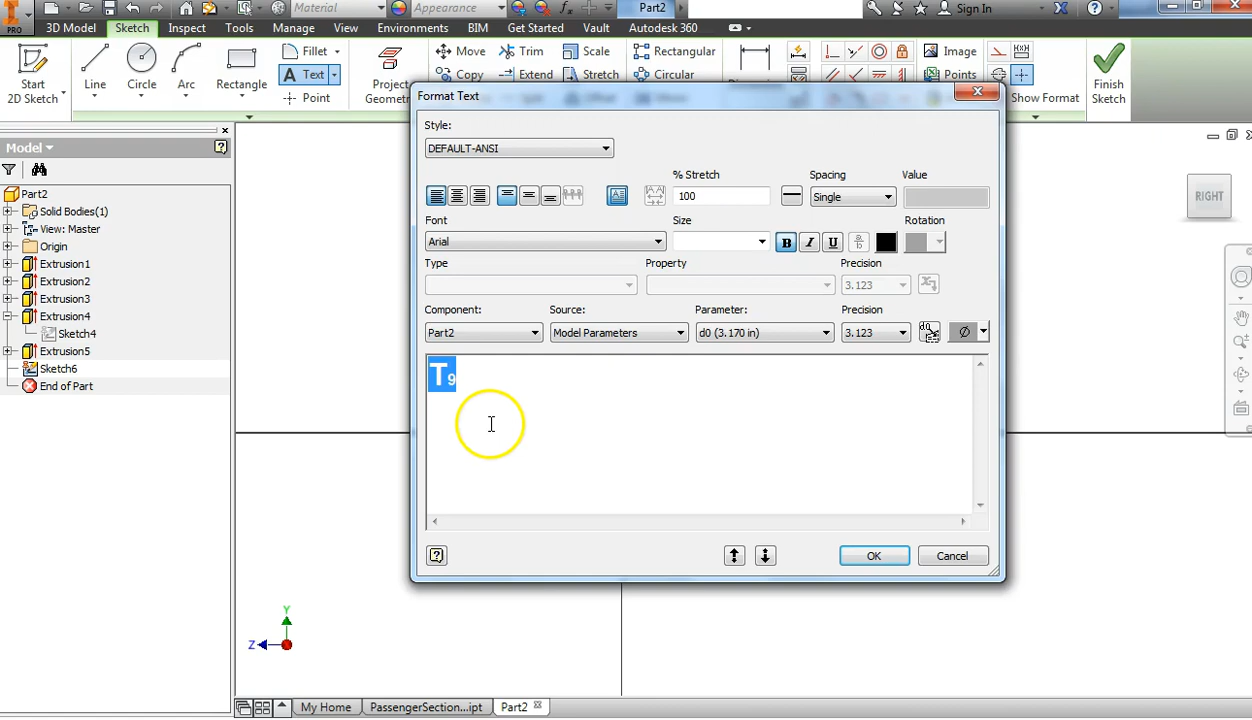 Material
Appearance
Part2
Sign In
PRO
3D Model
Sketch
Inspect
Tools
Manage
View
Environments
BIM
Get Started
Vault
Autodesk 360
Start
2D Sketch
Line
Circle
Arc
Rectangle
Fillet
Text
Point
Project
Geomet
Move
Copy
Trim
Extend
Scale
Stretch
Rectangular
Circular
Image
Points
Show Format
Finish
Sketch
Model
Part2
Solid Bodies(1)
View: Master
Origin
Extrusion1
Extrusion2
Extrusion3
Extrusion4
Sketch4
Extrusion5
Sketch6
End of Part
Format Text
Style:
DEFAULT-ANSI
% Stretch
Spacing
Value
100
Single
Font
Size
Rotation
Arial
B
I
U
Type
Property
Precision
3.123
Component:
Source:
Parameter:
Precision
Part2
Model Parameters
d0 (3.170 in)
3.123
T9
OK
Cancel
RIGHT
Y
Z
My Home
PassengerSection...ipt
Part2